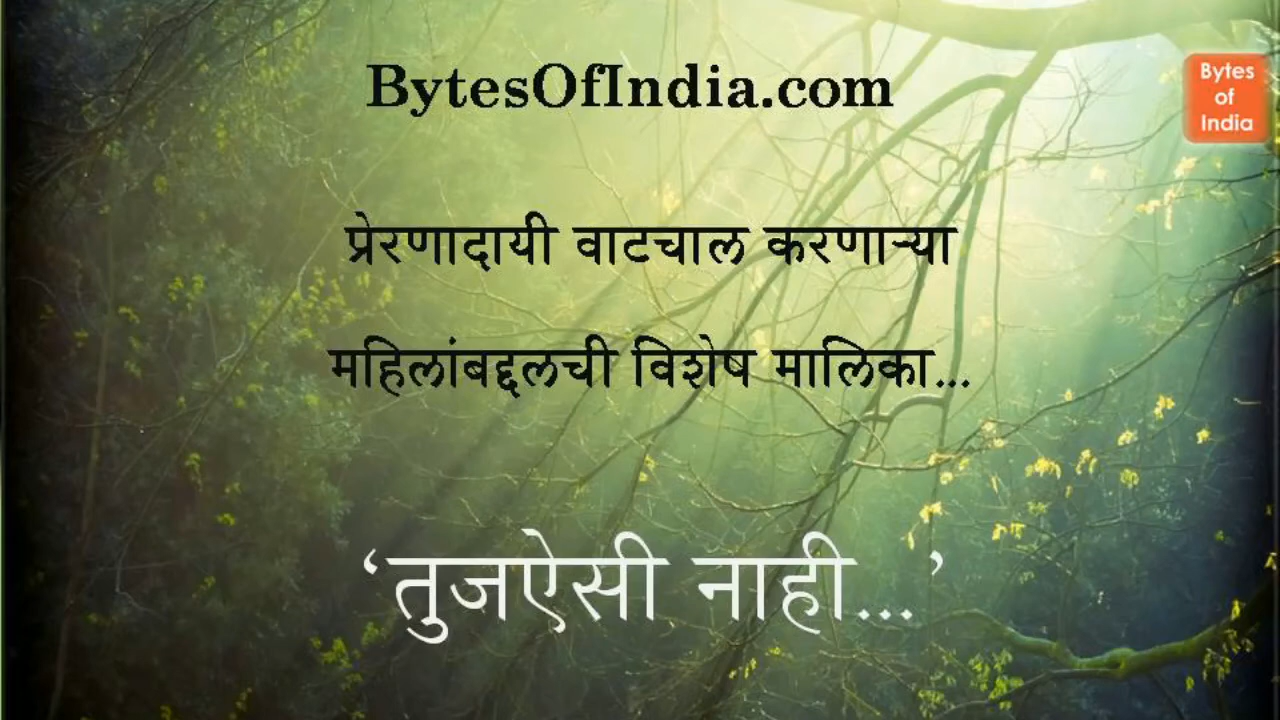 BytesOfIndia.com
Bytes
of
India
प्रेरणादायी वाटचाल करणाऱ्या
महिलांबद्दलची विशेष मालिका...
‘तुजऐसी नाही...’